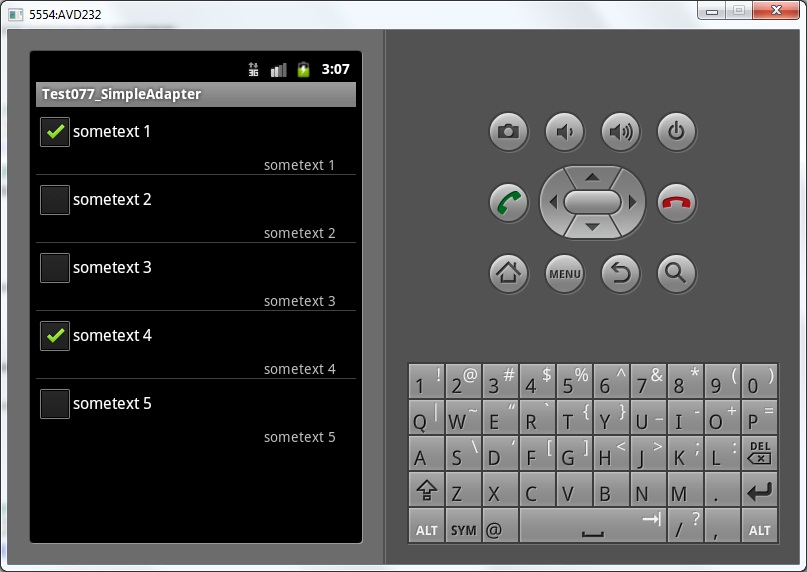 5554:AVD232
3G 3:07
Test077_SimpleAdapter
sometext 1
sometext 1
sometext 2
sometext 2
sometext 3
sometext 3
sometext 4
sometext 4
sometext 5
sometext 5
MENU
1 ! 2 @ 3 # 4 $ 5 % 6 ^ 7 & 8 * 9 ( 0 )
Q | W ~ E “ R ` T { Y } U _ I - O + P =
A S \ D ‘ F [ G ] H < J > K ; L : DEL
Z X C V B N M .
ALT SYM @ / ? , ALT